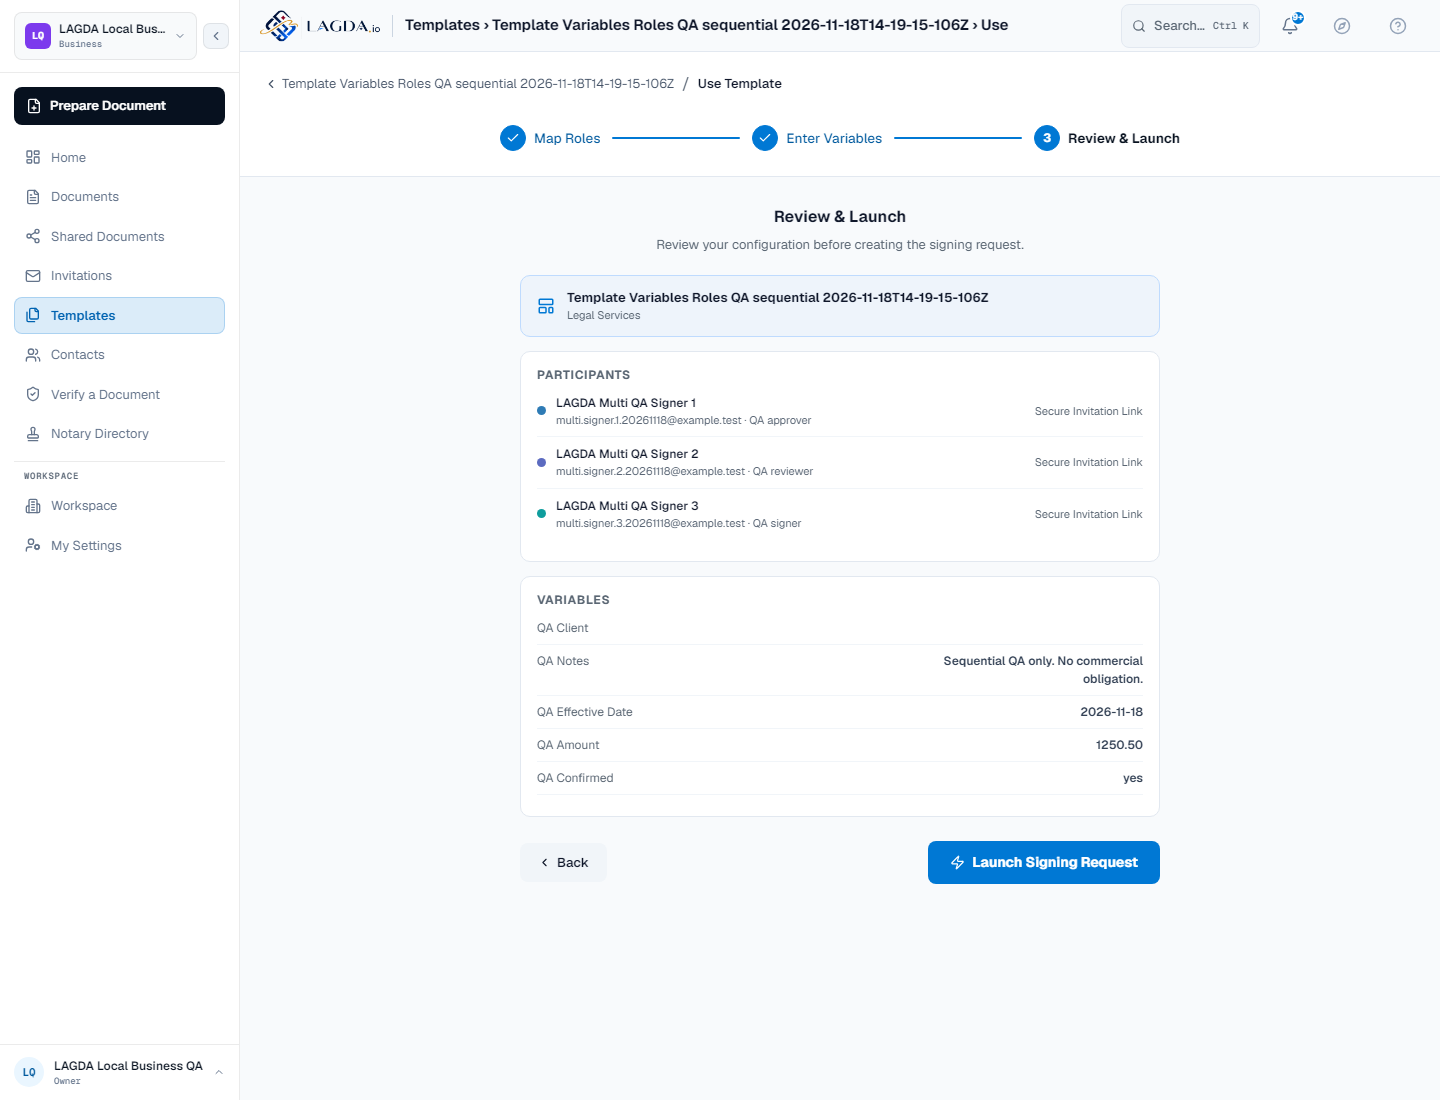 LQ
LAGDA Local Bus...
Business
Prepare Document
Home
Documents
Shared Documents
Invitations
Templates
Contacts
Verify a Document
Notary Directory
WORKSPACE
Workspace
My Settings
LQ
LAGDA Local Business QA
Owner
LAGDA.io
Templates › Template Variables Roles QA sequential 2026-11-18T14-19-15-106Z › Use
Search... Ctrl K
9+
Template Variables Roles QA sequential 2026-11-18T14-19-15-106Z / Use Template
Map Roles
Enter Variables
3 Review & Launch
Review & Launch
Review your configuration before creating the signing request.
Template Variables Roles QA sequential 2026-11-18T14-19-15-106Z
Legal Services
PARTICIPANTS
LAGDA Multi QA Signer 1
multi.signer.1.20261118@example.test · QA approver
Secure Invitation Link
LAGDA Multi QA Signer 2
multi.signer.2.20261118@example.test · QA reviewer
Secure Invitation Link
LAGDA Multi QA Signer 3
multi.signer.3.20261118@example.test · QA signer
Secure Invitation Link
VARIABLES
QA Client
QA Notes
Sequential QA only. No commercial
obligation.
QA Effective Date
2026-11-18
QA Amount
1250.50
QA Confirmed
yes
Back
Launch Signing Request